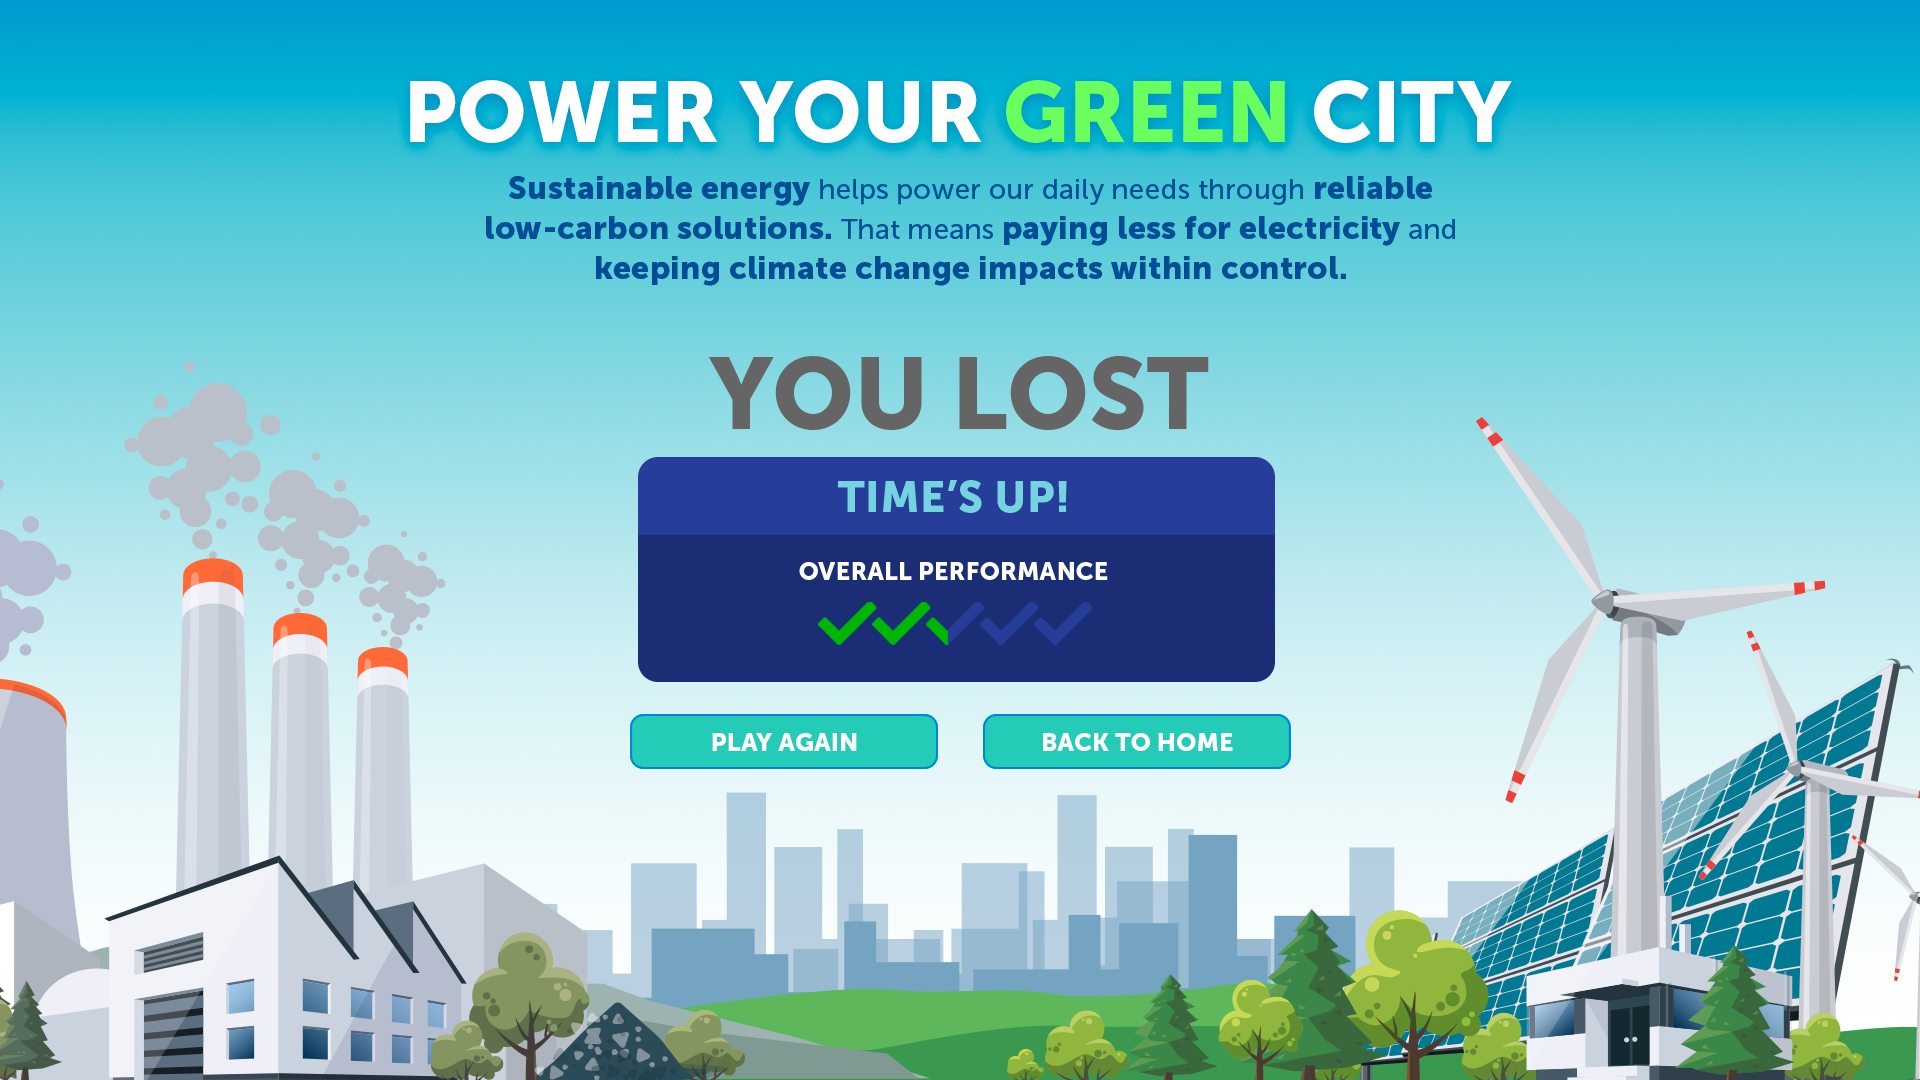 POWER YOUR GREEN CITY
Sustainable energy helps power our daily needs through reliable
low-carbon solutions. That means paying less for electricity and
keeping climate change impacts within control.
YOU LOST
TIME’S UP!
OVERALL PERFORMANCE
PLAY AGAIN
BACK TO HOME